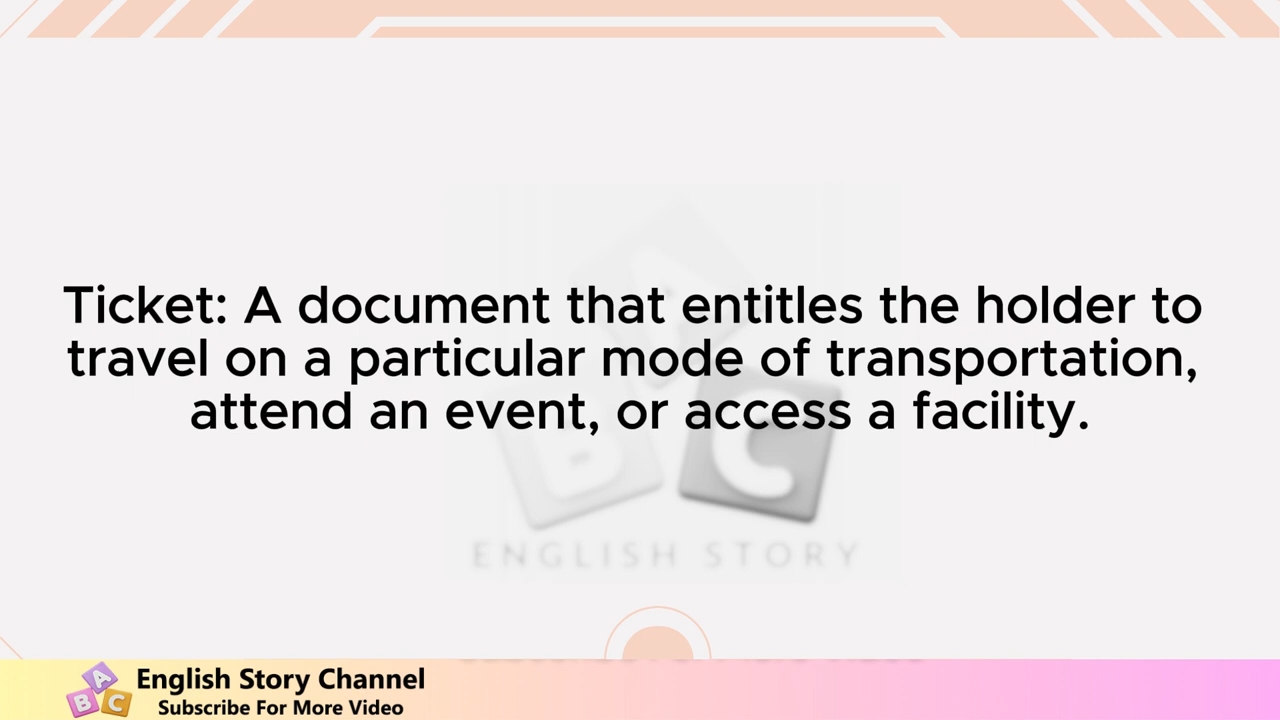 Ticket: A document that entitles the holder to
travel on a particular mode of transportation,
attend an event, or access a facility.
A
B
C
ENGLISH STORY
A
B
C
English Story Channel
Subscribe For More Video